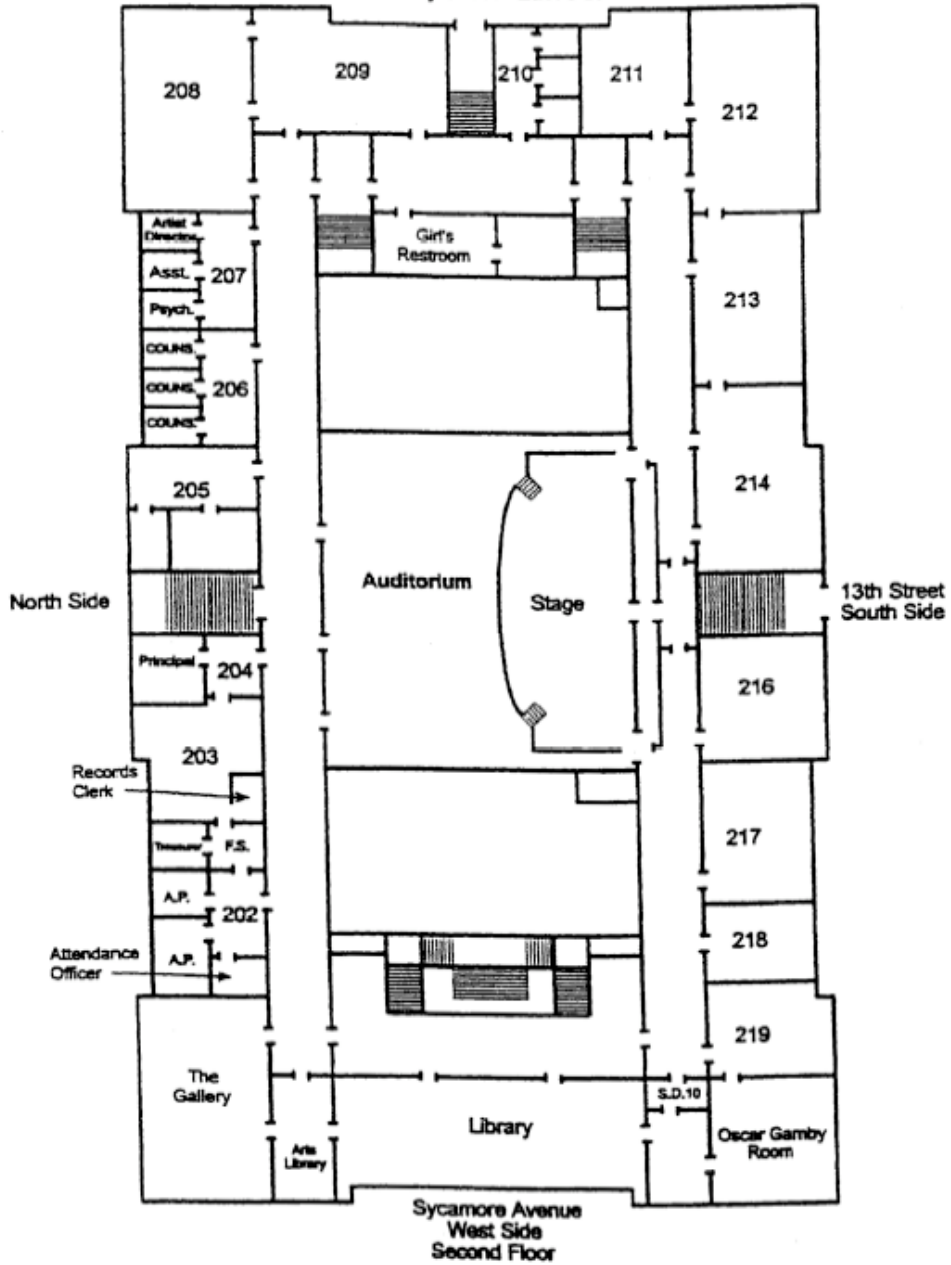 208
209
210
211
212
Artist
Director
Asst.
207
Psych.
Girl's
Restroom
213
COUNS.
COUNS.
206
COUNS.
205
214
North Side
Auditorium
Stage
13th Street
South Side
Principal
204
216
203
Records
Clerk
Treasurer
F.S.
217
A.P.
202
218
Attendance
Officer
A.P.
219
The
Gallery
S.D.10
Library
Arts
Library
Oscar Gamby
Room
Sycamore Avenue
West Side
Second Floor